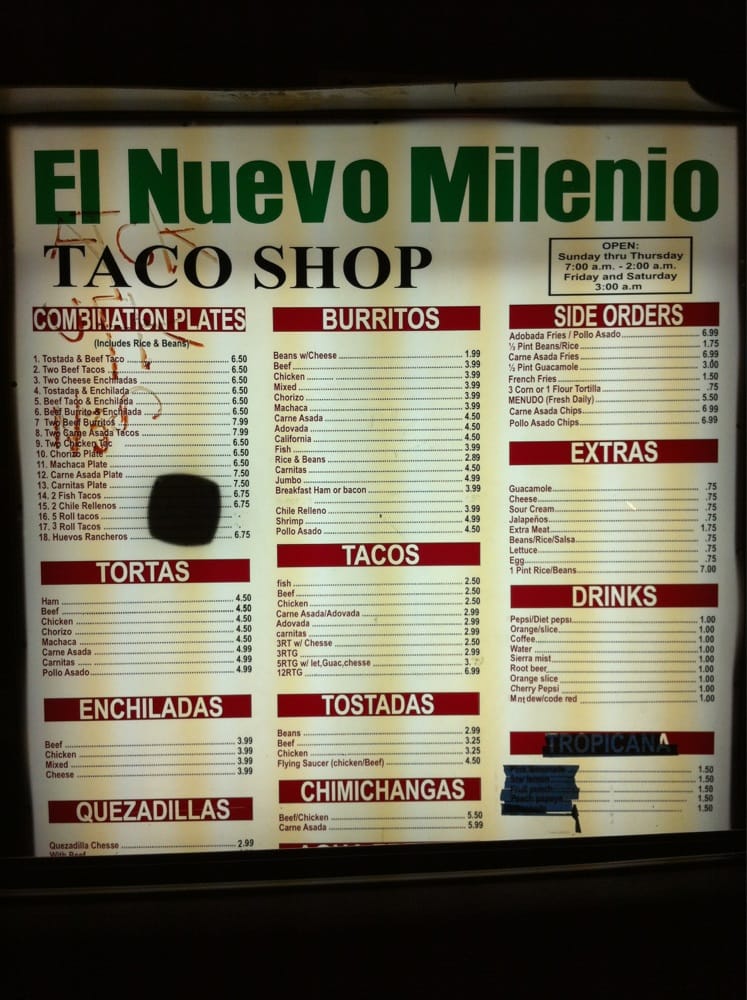 El Nuevo Milenio
TACO SHOP
OPEN:
Sunday thru Thursday
7:00 a.m. - 2:00 a.m.
Friday and Saturday
3:00 a.m
COMBINATION PLATES
(Includes Rice & Beans)
1. Tostada & Beef Taco 6.50
2. Two Beef Tacos 6.50
3. Two Cheese Enchiladas 6.50
4. Tostadas & Enchilada 6.50
5. Beef Taco & Enchilada 6.50
6. Beef Burrito & Enchilada 6.50
7 Two Beef Burritos 7.99
8. Two Carne Asada Tacos 7.99
9. Two Chicken 6.50
10. Chorizo Plate 6.50
11. Machaca Plate 6.50
12. Carne Asada Plate 7.50
13. Carnitas Plate 7.50
14. 2 Fish Tacos 6.75
15. 2 Chile Rellenos 6.75
16. 5 Roll tacos
17. 3 Roll Tacos
18. Huevos Rancheros 6.75
TORTAS
Ham 4.50
Beef 4.50
Chicken 4.50
Chorizo 4.50
Machaca 4.50
Carne Asada 4.99
Carnitas 4.99
Pollo Asado 4.99
ENCHILADAS
Beef 3.99
Chicken 3.99
Mixed 3.99
Cheese 3.99
QUEZADILLAS
Quezadilla Chesse 2.99
With Beef
BURRITOS
Beans w/Cheese 1.99
Beef 3.99
Chicken 3.99
Mixed 3.99
Chorizo 3.99
Machaca 3.99
Carne Asada 4.50
Adovada 4.50
California 4.50
Fish 3.99
Rice & Beans 2.89
Carnitas 4.50
Jumbo 4.99
Breakfast Ham or bacon 3.99
Chile Relleno 3.99
Shrimp 4.99
Pollo Asado 4.50
TACOS
fish 2.50
Beef 2.50
Chicken 2.50
Carne Asada/Adovada 2.99
Adovada 2.99
carnitas 2.99
3RT w/ Chesse 2.50
3RTG 2.99
5RTG w/ let,Guac,chesse 3.
12RTG 6.99
TOSTADAS
Beans 2.99
Beef 3.25
Chicken 3.25
Flying Saucer (chicken/Beef) 4.50
CHIMICHANGAS
Beef/Chicken 5.50
Carne Asada 5.99
SIDE ORDERS
Adobada Fries / Pollo Asado 6.99
½ Pint Beans/Rice 1.75
Carne Asada Fries 6.99
½ Pint Guacamole 3.00
French Fries 1.50
3 Corn or 1 Flour Tortilla .75
MENUDO (Fresh Daily) 5.50
Carne Asada Chips 6 99
Pollo Asado Chips 6.99
EXTRAS
Guacamole .75
Cheese .75
Sour Cream .75
Jalapeños .75
Extra Meat 1.75
Beans/Rice/Salsa .75
Lettuce .75
Egg .75
1 Pint Rice/Beans 7.00
DRINKS
Pepsi/Diet pepsi 1.00
Orange/slice 1.00
Coffee 1.00
Water 1.00
Sierra mist 1.00
Root beer 1.00
Orange slice 1.00
Cherry Pepsi 1.00
Mnt dew/code red 1.00
TROPICANA
1.50
1.50
Fruit punch 1.50
Peach papaya 1.50
1.50